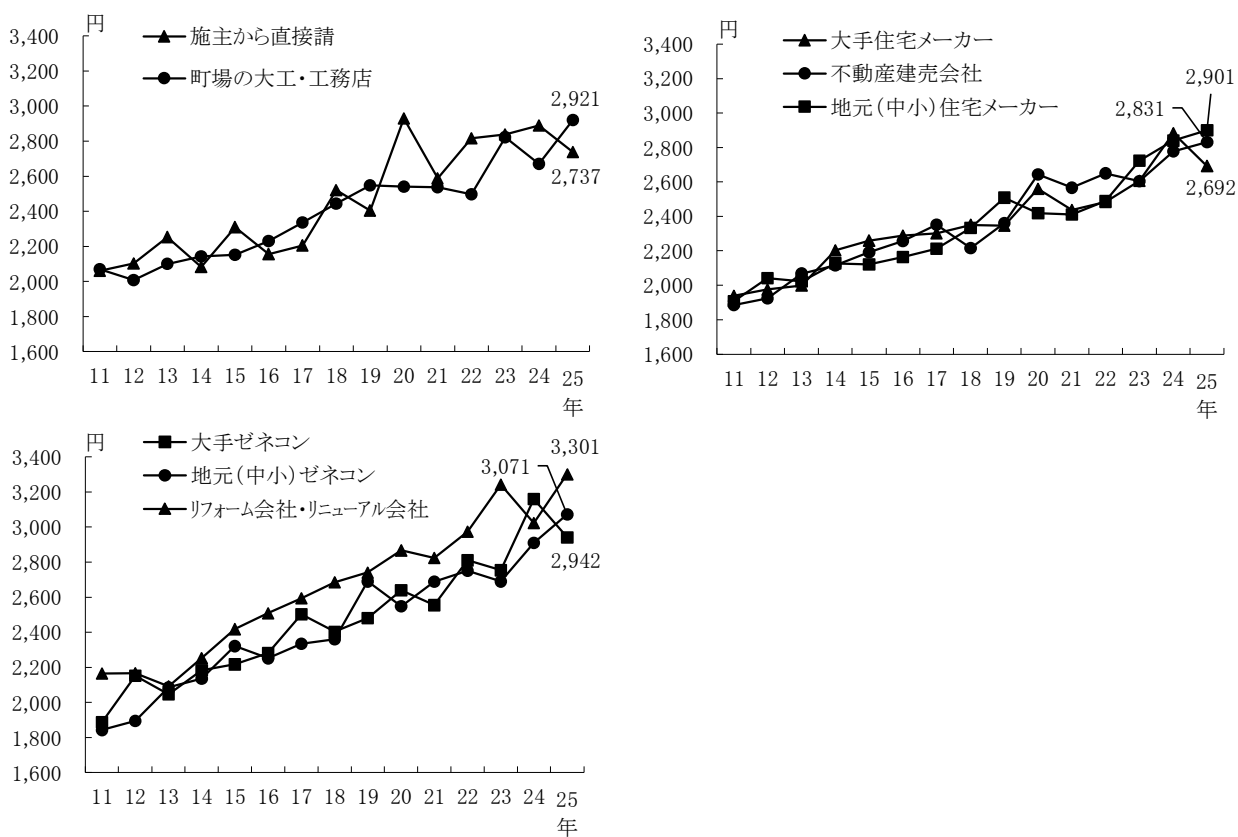 円
3,400
3,200
3,000
2,800
2,600
2,400
2,200
2,000
1,800
1,600
施主から直接請
町場の大工・工務店
2,921
2,737
11 12 13 14 15 16 17 18 19 20 21 22 23 24 25
年
円
3,400
3,200
3,000
2,800
2,600
2,400
2,200
2,000
1,800
1,600
大手住宅メーカー
不動産建売会社
地元(中小)住宅メーカー
2,901
2,831
2,692
11 12 13 14 15 16 17 18 19 20 21 22 23 24 25
年
円
3,400
3,200
3,000
2,800
2,600
2,400
2,200
2,000
1,800
1,600
大手ゼネコン
地元(中小)ゼネコン
リフォーム会社・リニューアル会社
3,301
3,071
2,942
11 12 13 14 15 16 17 18 19 20 21 22 23 24 25
年